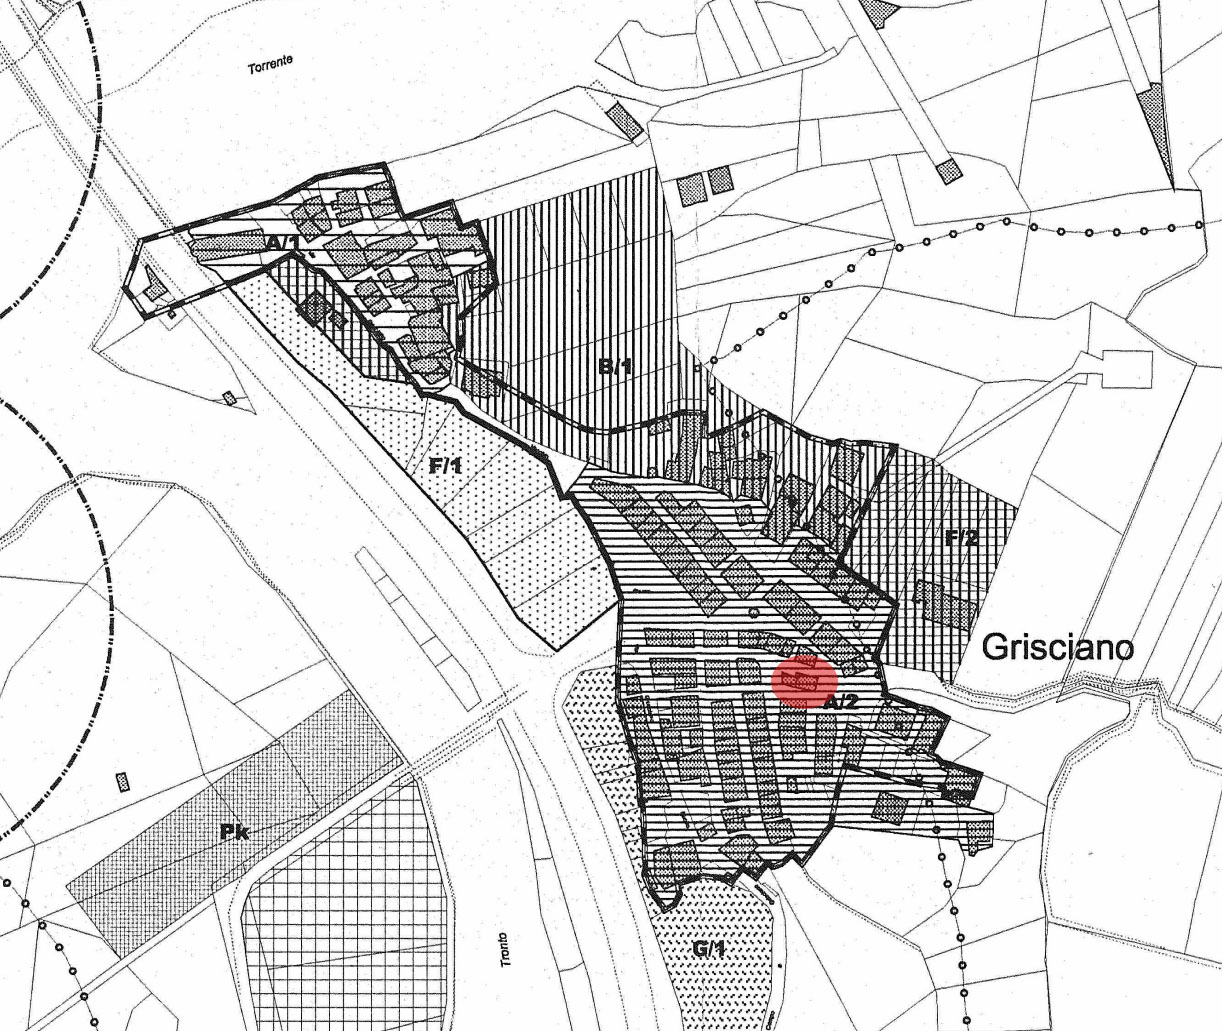 Torrente
A/1
B/1
F/1
F/2
Grisciano
A/2
Pk
Tronto
G/1